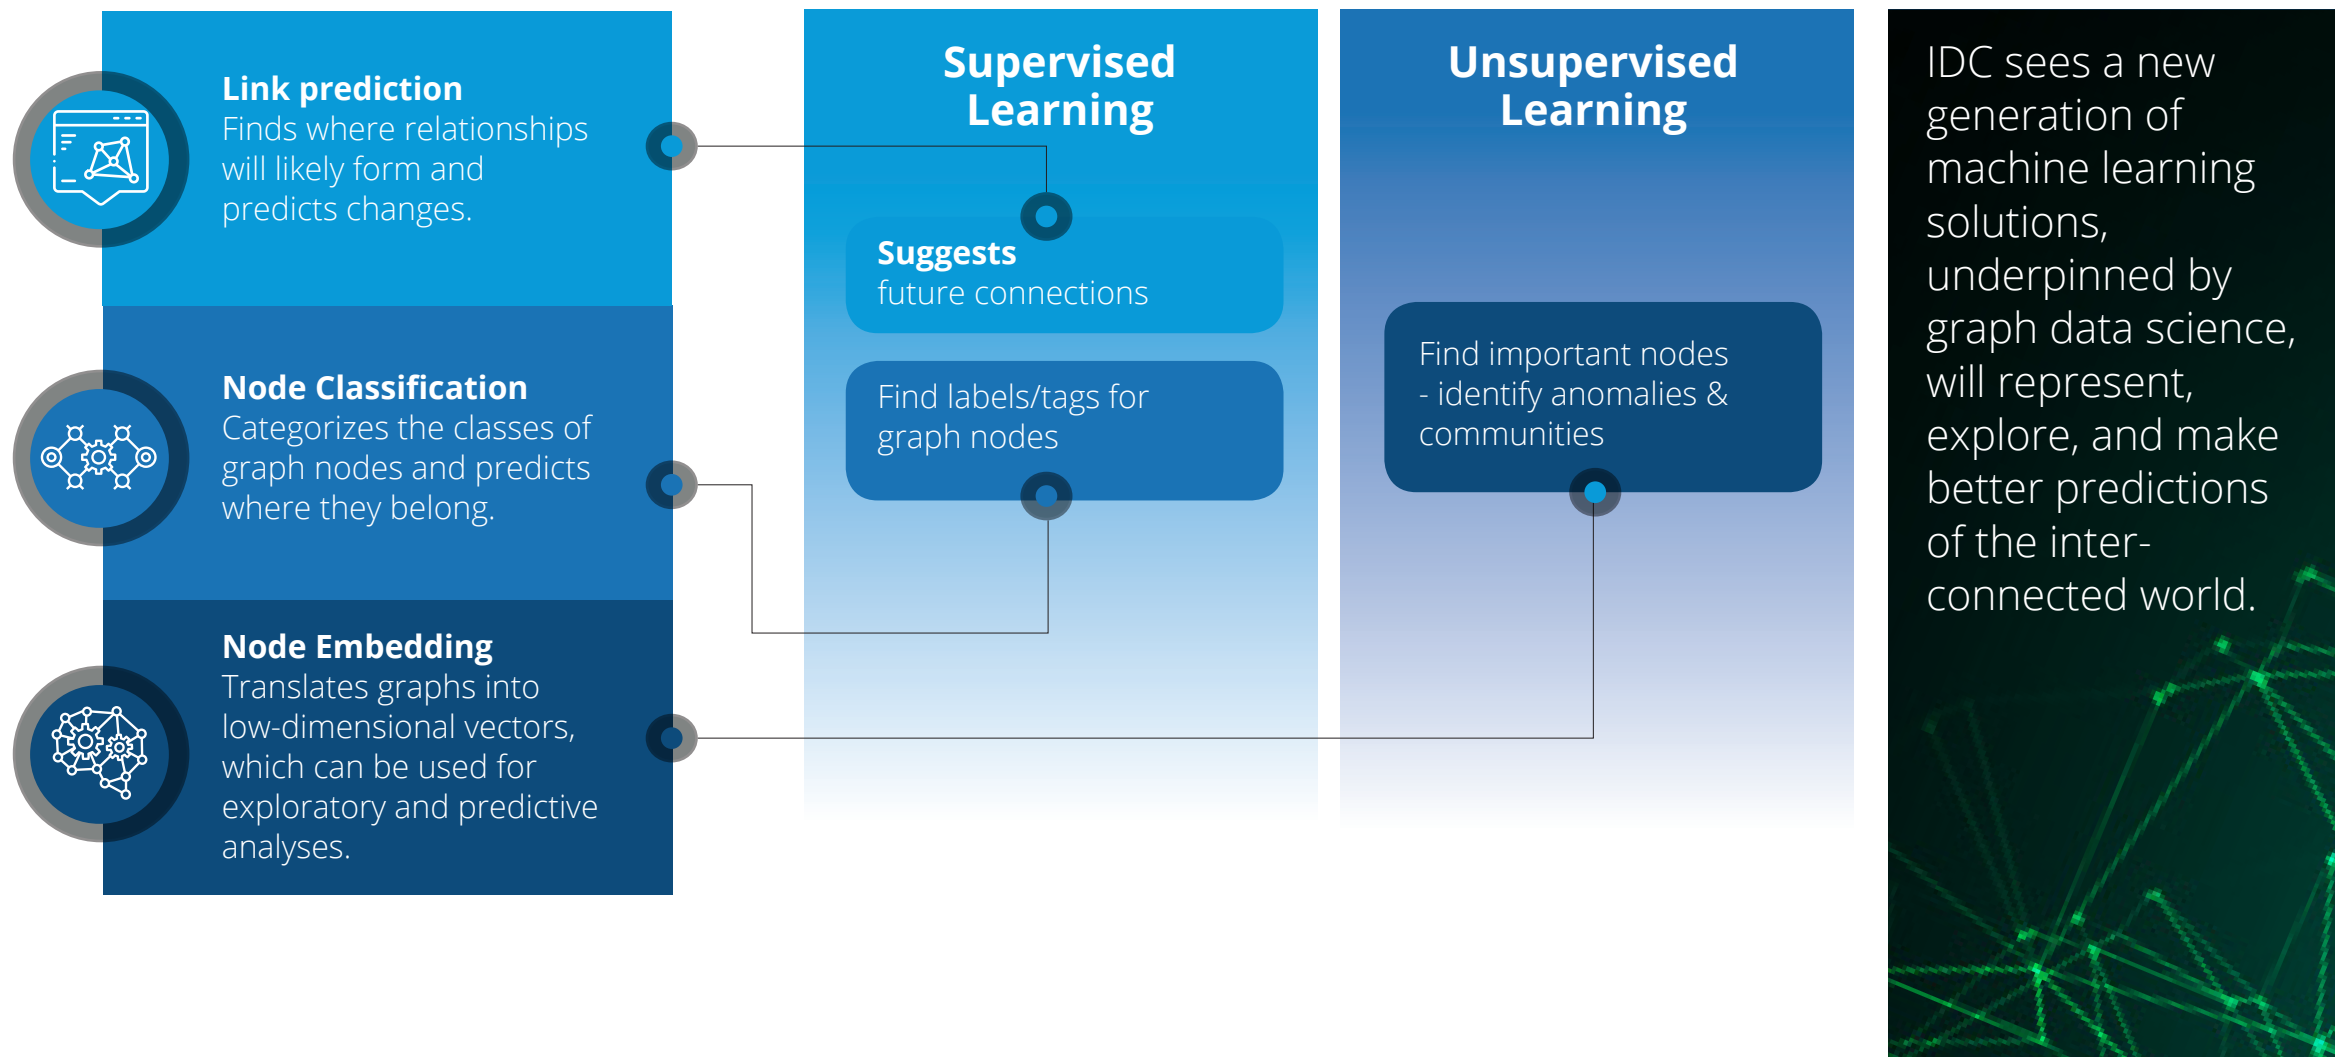 Link prediction
Finds where relationships
will likely form and
predicts changes.
Node Classification
Categorizes the classes of
graph nodes and predicts
where they belong.
Node Embedding
Translates graphs into
low-dimensional vectors,
which can be used for
exploratory and predictive
analyses.
Supervised
Learning
Suggests
future connections
Find labels/tags for
graph nodes
Unsupervised
Learning
Find important nodes
- identify anomalies &
communities
IDC sees a new
generation of
machine learning
solutions,
underpinned by
graph data science,
will represent,
explore, and make
better predictions
of the inter-
connected world.